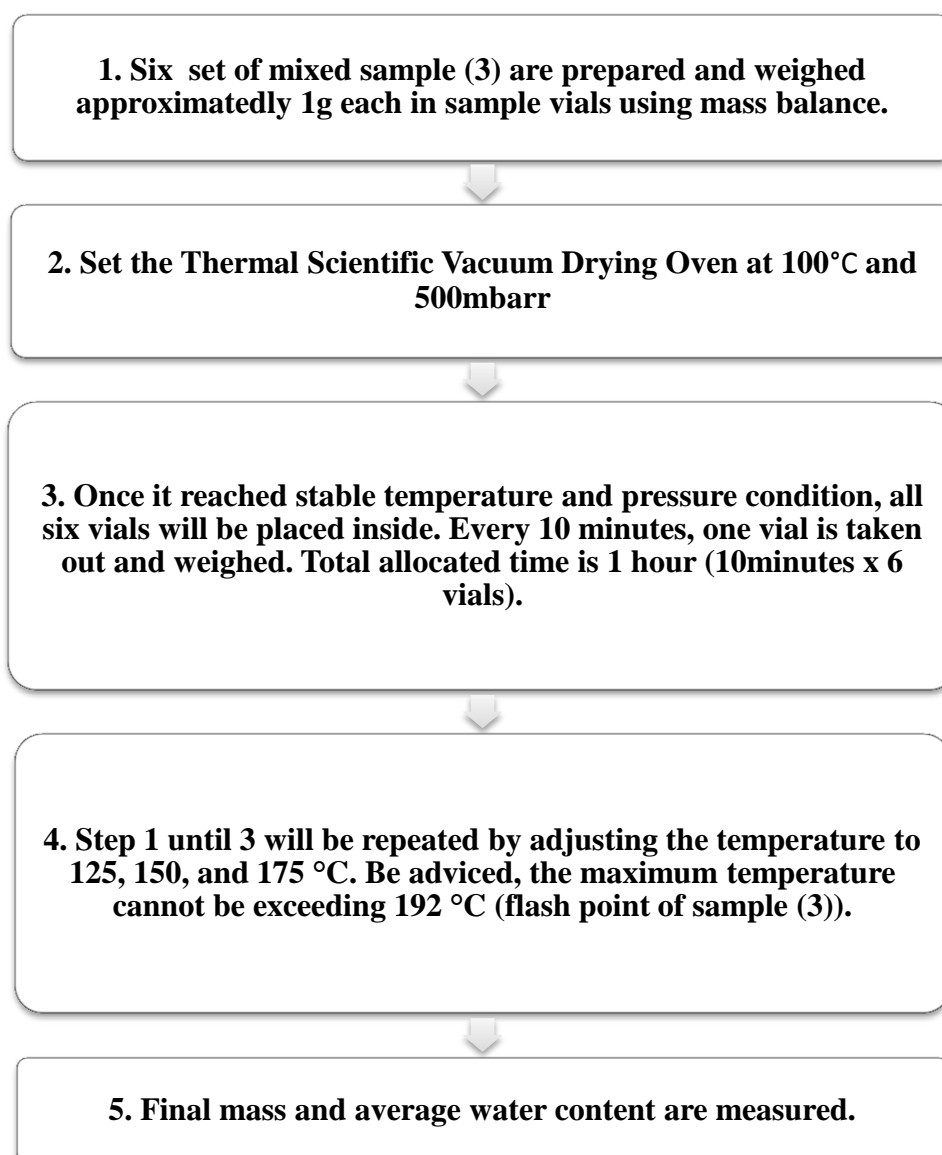 1. Six set of mixed sample (3) are prepared and weighed
approximatedly 1g each in sample vials using mass balance.
2. Set the Thermal Scientific Vacuum Drying Oven at 100°C and
500mbarr
3. Once it reached stable temperature and pressure condition, all
six vials will be placed inside. Every 10 minutes, one vial is taken
out and weighed. Total allocated time is 1 hour (10minutes x 6
vials).
4. Step 1 until 3 will be repeated by adjusting the temperature to
125, 150, and 175 °C. Be adviced, the maximum temperature
cannot be exceeding 192 °C (flash point of sample (3)).
5. Final mass and average water content are measured.